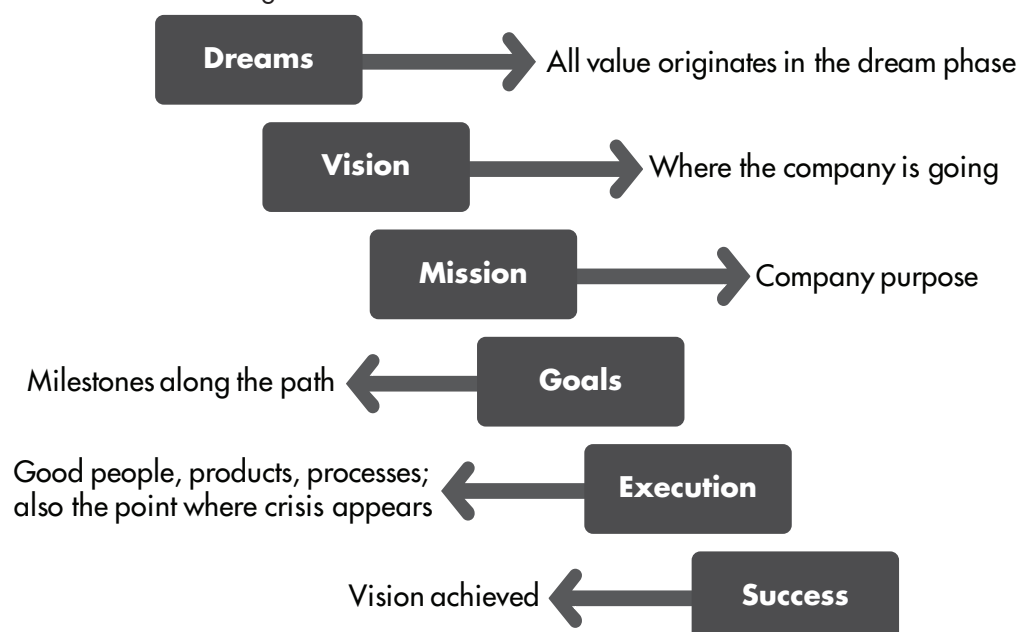 Dreams
All value originates in the dream phase
Vision
Where the company is going
Mission
Company purpose
Milestones along the path
Goals
Good people, products, processes;
also the point where crisis appears
Execution
Vision achieved
Success